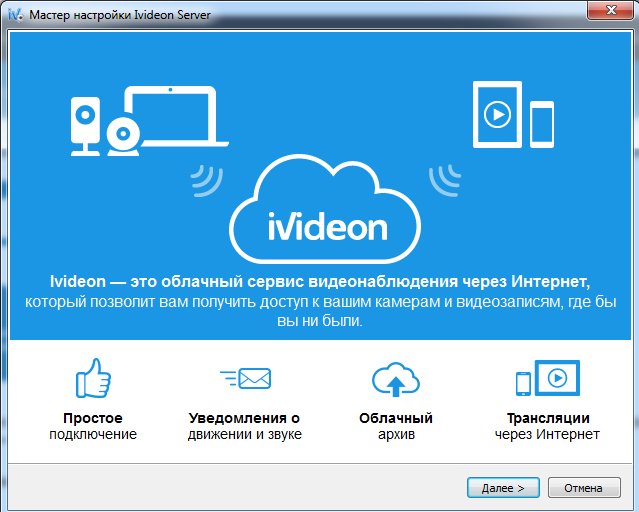 iV. Мастер настройки Ivideon Server
iVideon
Ivideon — это облачный сервис видеонаблюдения через Интернет,
который позволит вам получить доступ к вашим камерам и видеозаписям, где бы
вы ни были.
Простое
подключение
Уведомления о
движении и звуке
Облачный
архив
Трансляции
через Интернет
Далее >
Отмена